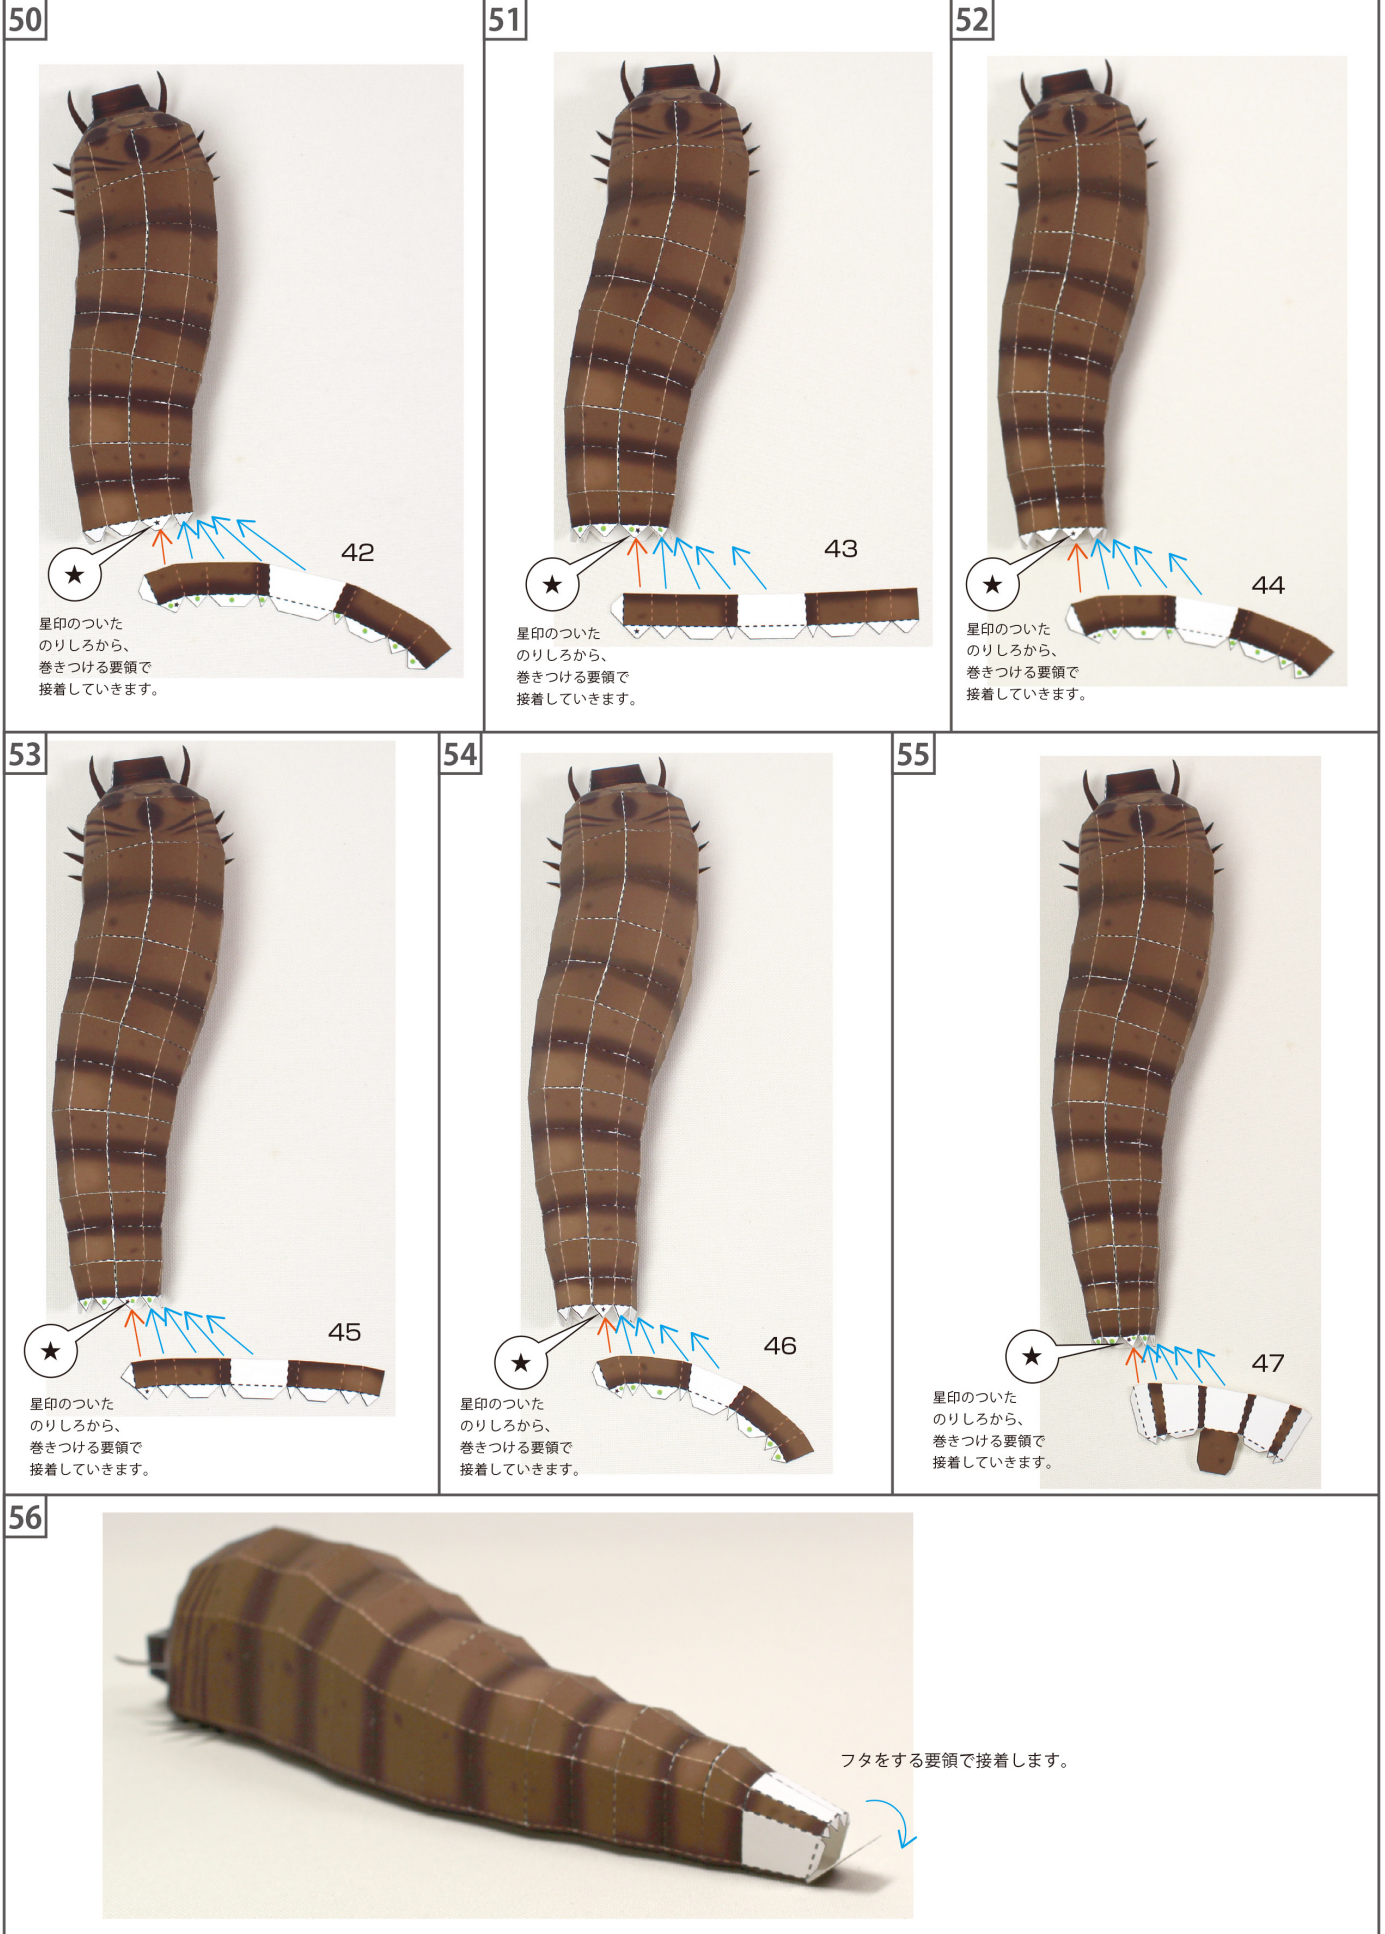 50
42
★
星印のついた
のりしろから、
巻きつける要領で
接着していきます。
51
43
★
星印のついた
のりしろから、
巻きつける要領で
接着していきます。
52
44
★
星印のついた
のりしろから、
巻きつける要領で
接着していきます。
53
45
★
星印のついた
のりしろから、
巻きつける要領で
接着していきます。
54
46
★
星印のついた
のりしろから、
巻きつける要領で
接着していきます。
55
47
★
星印のついた
のりしろから、
巻きつける要領で
接着していきます。
56
フタをする要領で接着します。